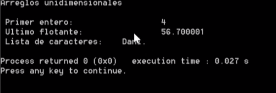 Arreglos unidimensionales
Primer entero: 4
Ultimo flotante: 56.700001
Lista de caracteres: Dame.
Process returned 0 (0x0) execution time : 0.027 s
Press any key to continue.